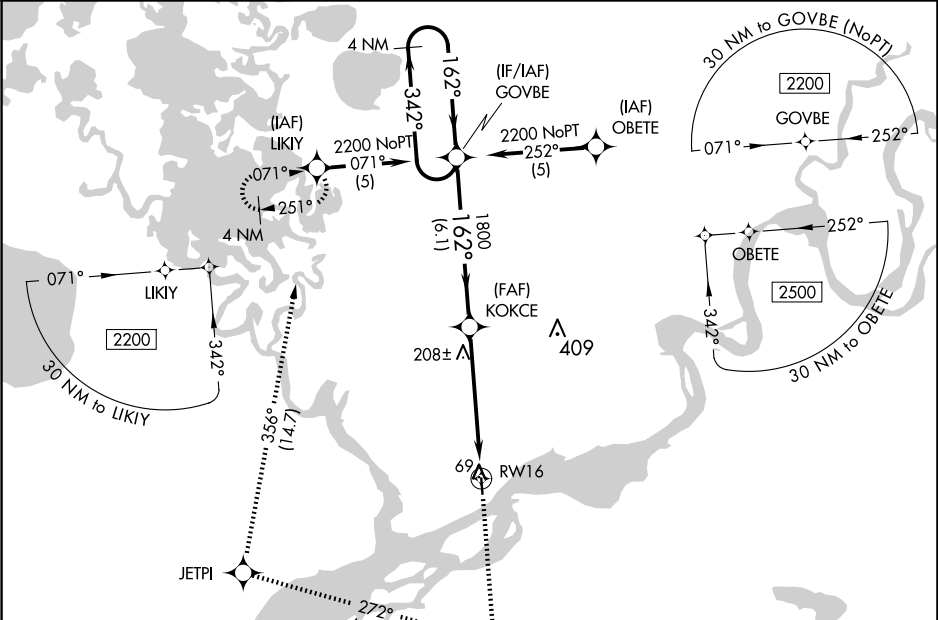 4 NM
162°
342°
(IF/IAF)
GOVBE
(IAF)
OBETE
2200 NoPT
252°
(5)
(IAF)
LIKIY
2200 NoPT
071°
(5)
071°
251°
4 NM
30 NM to GOVBE (NoPT)
2200
GOVBE
071°
252°
252°
OBETE
2500
342°
30 NM to OBETE
071°
LIKIY
2200
342°
30 NM to LIKIY
1800
162°
(6.1)
(FAF)
KOKCE
208±
409
356°
(14.7)
69
RW16
JETPI
272°